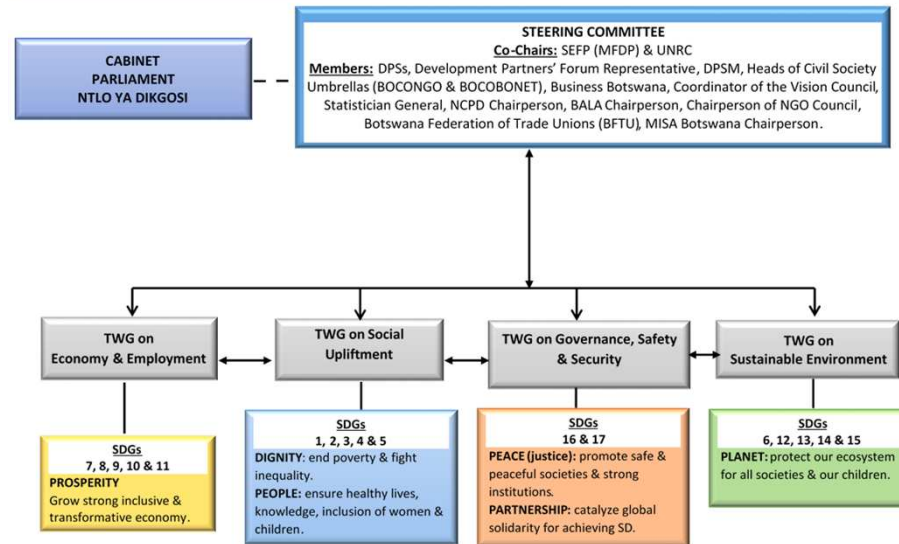 CABINET
PARLIAMENT
NTLO YA DIKGOSI
STEERING COMMITTEE
Co-Chairs: SEFP (MFDP) & UNRC
Members: DPSs, Development Partners' Forum Representative, DPSM, Heads of Civil Society
Umbrellas (BOCONGO & BOCOBONET), Business Botswana, Coordinator of the Vision Council,
Statistician General, NCPD Chairperson, BALA Chairperson, Chairperson of NGO Council,
Botswana Federation of Trade Unions (BFTU), MISA Botswana Chairperson.
TWG on
Economy & Employment
TWG on Social
Upliftment
TWG on Governance, Safety
& Security
TWG on
Sustainable Environment
SDGs
7, 8, 9, 10 & 11
PROSPERITY
Grow strong inclusive &
transformative economy.
SDGs
1, 2, 3, 4 & 5
DIGNITY: end poverty & fight
inequality.
PEOPLE: ensure healthy lives,
knowledge, inclusion of women &
children.
SDGs
16 & 17
PEACE (justice): promote safe &
peaceful societies & strong
institutions.
PARTNERSHIP: catalyze global
solidarity for achieving SD.
SDGs
6, 12, 13, 14 & 15
PLANET: protect our ecosystem
for all societies & our children.